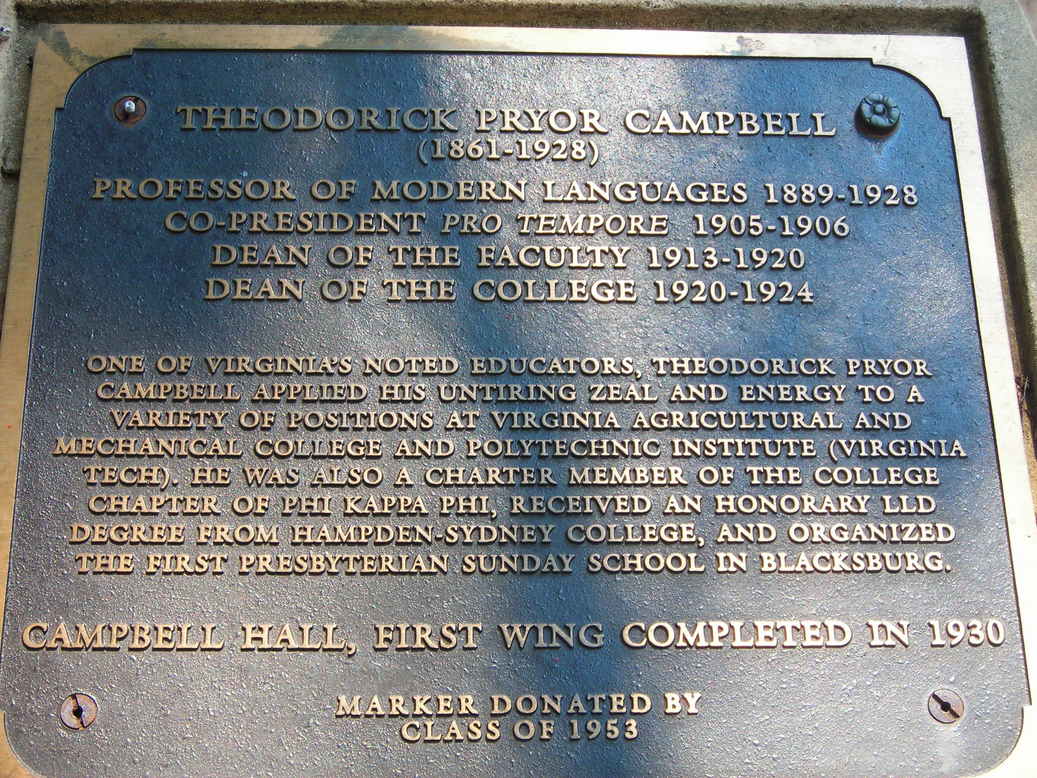 THEODORICK PRYOR CAMPBELL
(1861-1928)
PROFESSOR OF MODERN LANGUAGES 1889-1928
CO-PRESIDENT PRO TEMPORE 1905-1906
DEAN OF THE FACULTY 1913-1920
DEAN OF THE COLLEGE 1920-1924
ONE OF VIRGINIA'S NOTED EDUCATORS, THEODORICK PRYOR
CAMPBELL APPLIED HIS UNTIRING ZEAL AND ENERGY TO A
VARIETY OF POSITIONS AT VIRGINIA AGRICULTURAL AND
MECHANICAL COLLEGE AND POLYTECHNIC INSTITUTE (VIRGINIA
TECH). HE WAS ALSO A CHARTER MEMBER OF THE COLLEGE
CHAPTER OF PHI KAPPA PHI, RECEIVED AN HONORARY LLD
DEGREE FROM HAMPDEN-SYDNEY COLLEGE, AND ORGANIZED
THE FIRST PRESBYTERIAN SUNDAY SCHOOL IN BLACKSBURG.
CAMPBELL HALL, FIRST WING COMPLETED IN 1930
MARKER DONATED BY
CLASS OF 1953